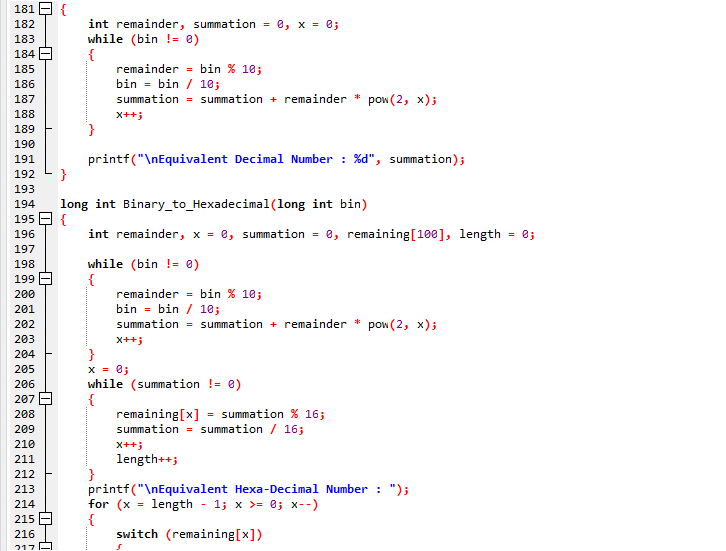 181 {
182 int remainder, summation = 0, x = 0;
183 while (bin != 0)
184 {
185 remainder = bin % 10;
186 bin = bin / 10;
187 summation = summation + remainder * pow(2, x);
188 x++;
189 }
190
191 printf("\nEquivalent Decimal Number : %d", summation);
192 }
193
194 long int Binary_to_Hexadecimal(long int bin)
195 {
196 int remainder, x = 0, summation = 0, remaining[100], length = 0;
197
198 while (bin != 0)
199 {
200 remainder = bin % 10;
201 bin = bin / 10;
202 summation = summation + remainder * pow(2, x);
203 x++;
204 }
205 x = 0;
206 while (summation != 0)
207 {
208 remaining[x] = summation % 16;
209 summation = summation / 16;
210 x++;
211 length++;
212 }
213 printf("\nEquivalent Hexa-Decimal Number : ");
214 for (x = length - 1; x >= 0; x--)
215 {
216 switch (remaining[x])
217 {